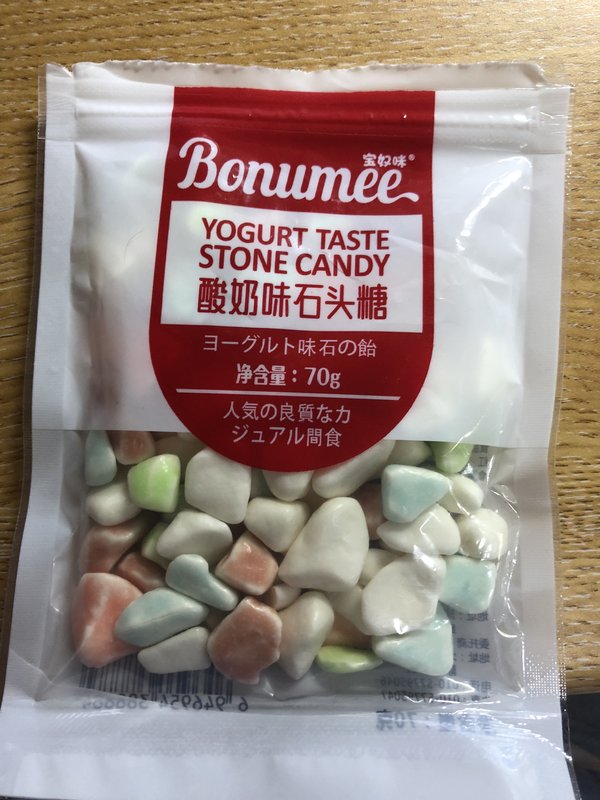 宝奴咪®
Bonumee
YOGURT TASTE
STONE CANDY
酸奶味石头糖
ヨーグルト味石の飴
净含量：70g
人気の良質な力
ジュアル間食